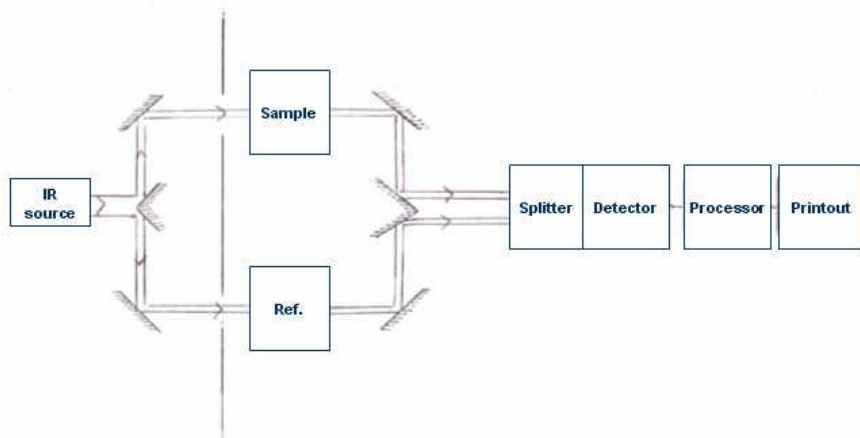 Sample
IR
source
Splitter
Detector
Processor
Printout
Ref.